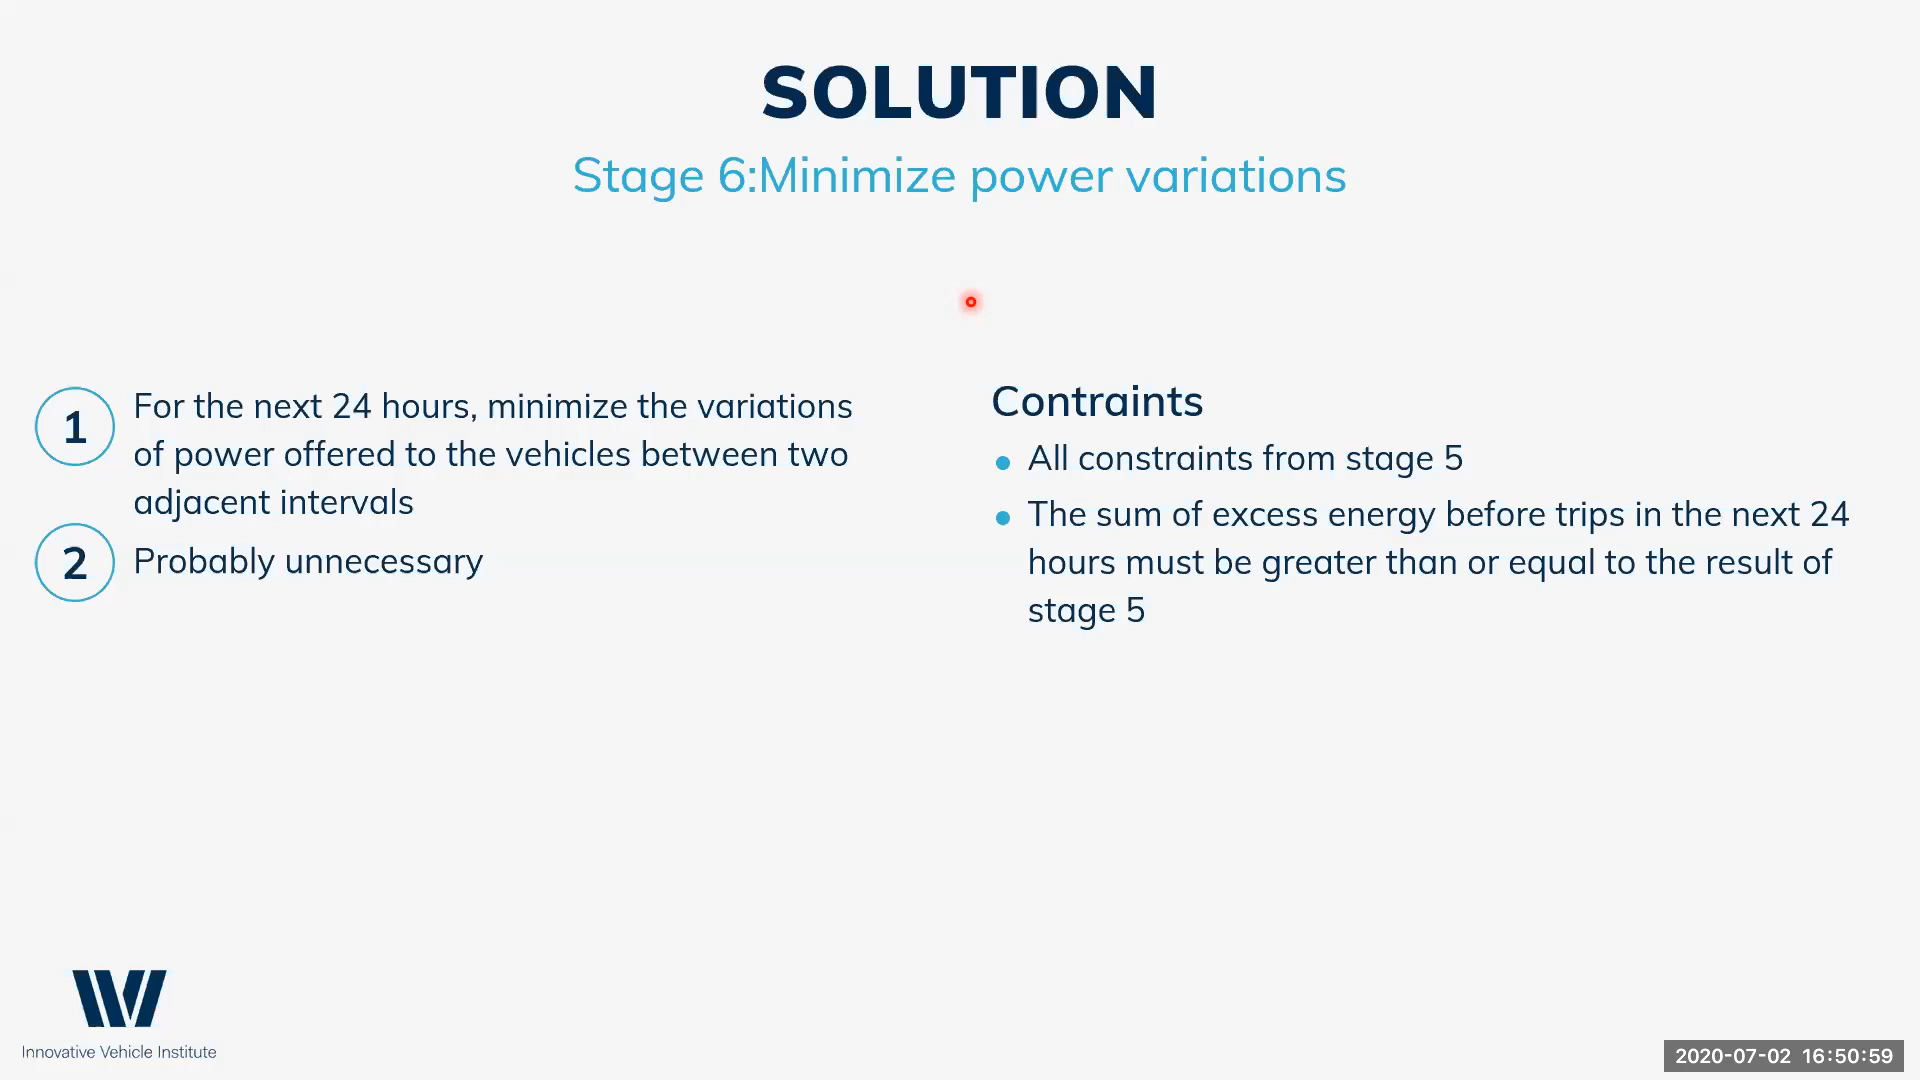 SOLUTION
Stage 6:Minimize power variations
1
For the next 24 hours, minimize the variations
of power offered to the vehicles between two
adjacent intervals
2
Probably unnecessary
Contraints
All constraints from stage 5
The sum of excess energy before trips in the next 24
hours must be greater than or equal to the result of
stage 5
Innovative Vehicle Institute
2020-07-02 16:50:59